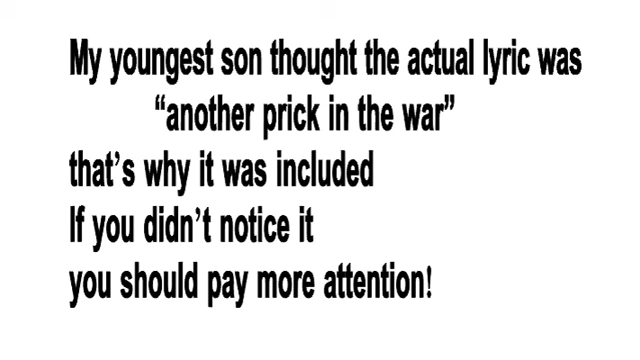 My youngest son thought the actual lyric was
“another prick in the war”
that’s why it was included
If you didn’t notice it
you should pay more attention!